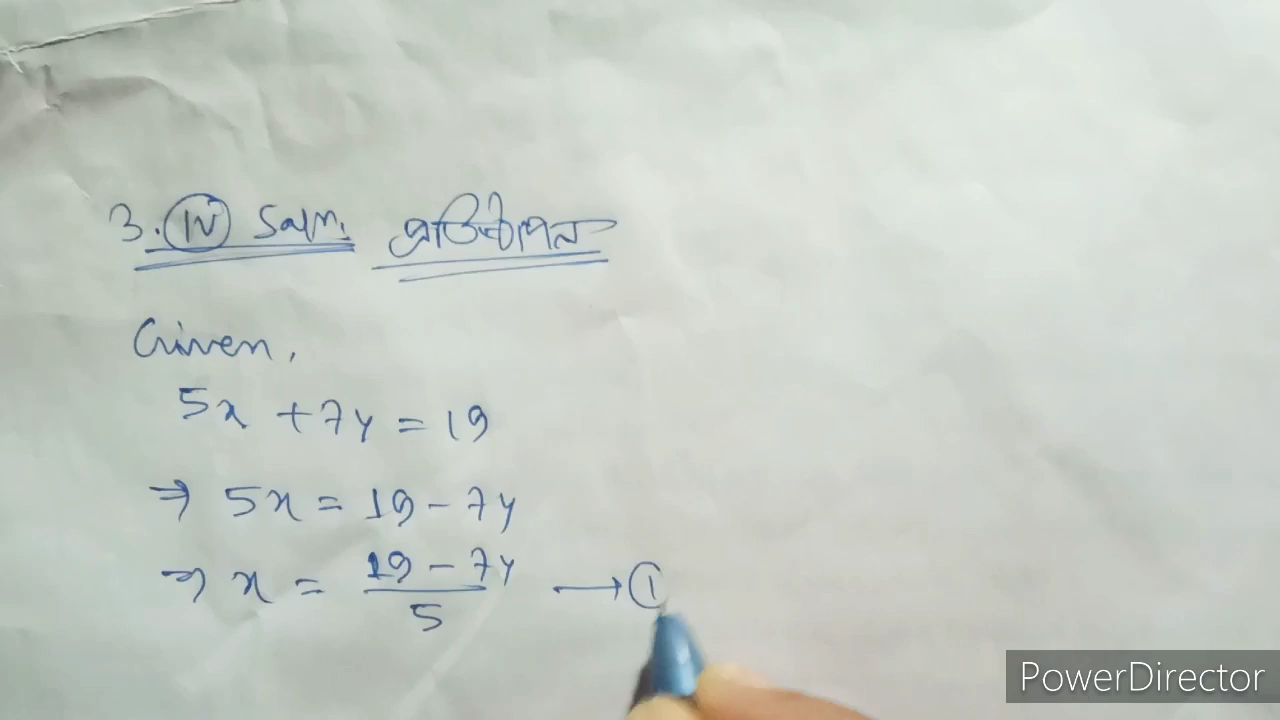 3. (IV) Soln. প্রতিষ্ঠাপন
Given,
5x + 7y = 19
⇒ 5x = 19 - 7y
⇒ x = (19 - 7y)/5 → ①
PowerDirector